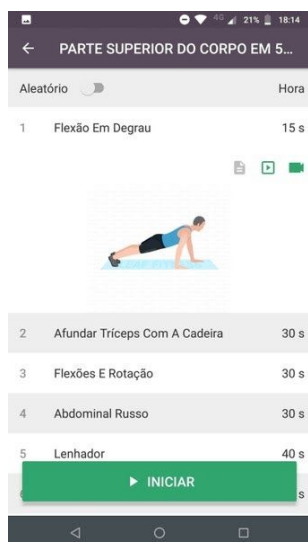 4G 21% 18:14
PARTE SUPERIOR DO CORPO EM 5...
Aleatório Hora
1 Flexão Em Degrau 15 s
2 Afundar Tríceps Com A Cadeira 30 s
3 Flexões E Rotação 30 s
4 Abdominal Russo 30 s
5 Lenhador 40 s
INICIAR
s